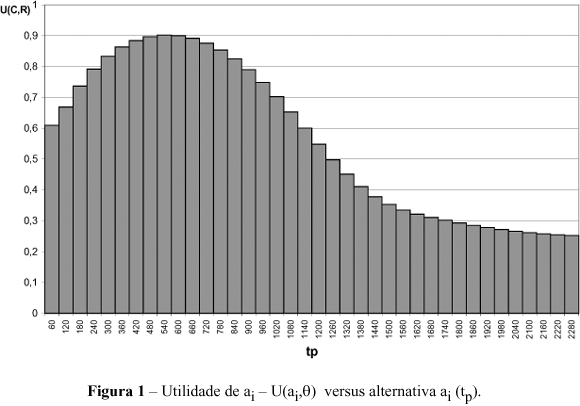 U(C,R)
1
0,9
0,8
0,7
0,6
0,5
0,4
0,3
0,2
0,1
0
60 120 180 240 300 360 420 480 540 600 660 720 780 840 900 960 1020 1080 1140 1200 1260 1320 1380 1440 1500 1560 1620 1680 1740 1800 1860 1920 1980 2040 2100 2160 2220 2280
tp
Figura 1 – Utilidade de ai – U(ai,θ) versus alternativa ai (tp).